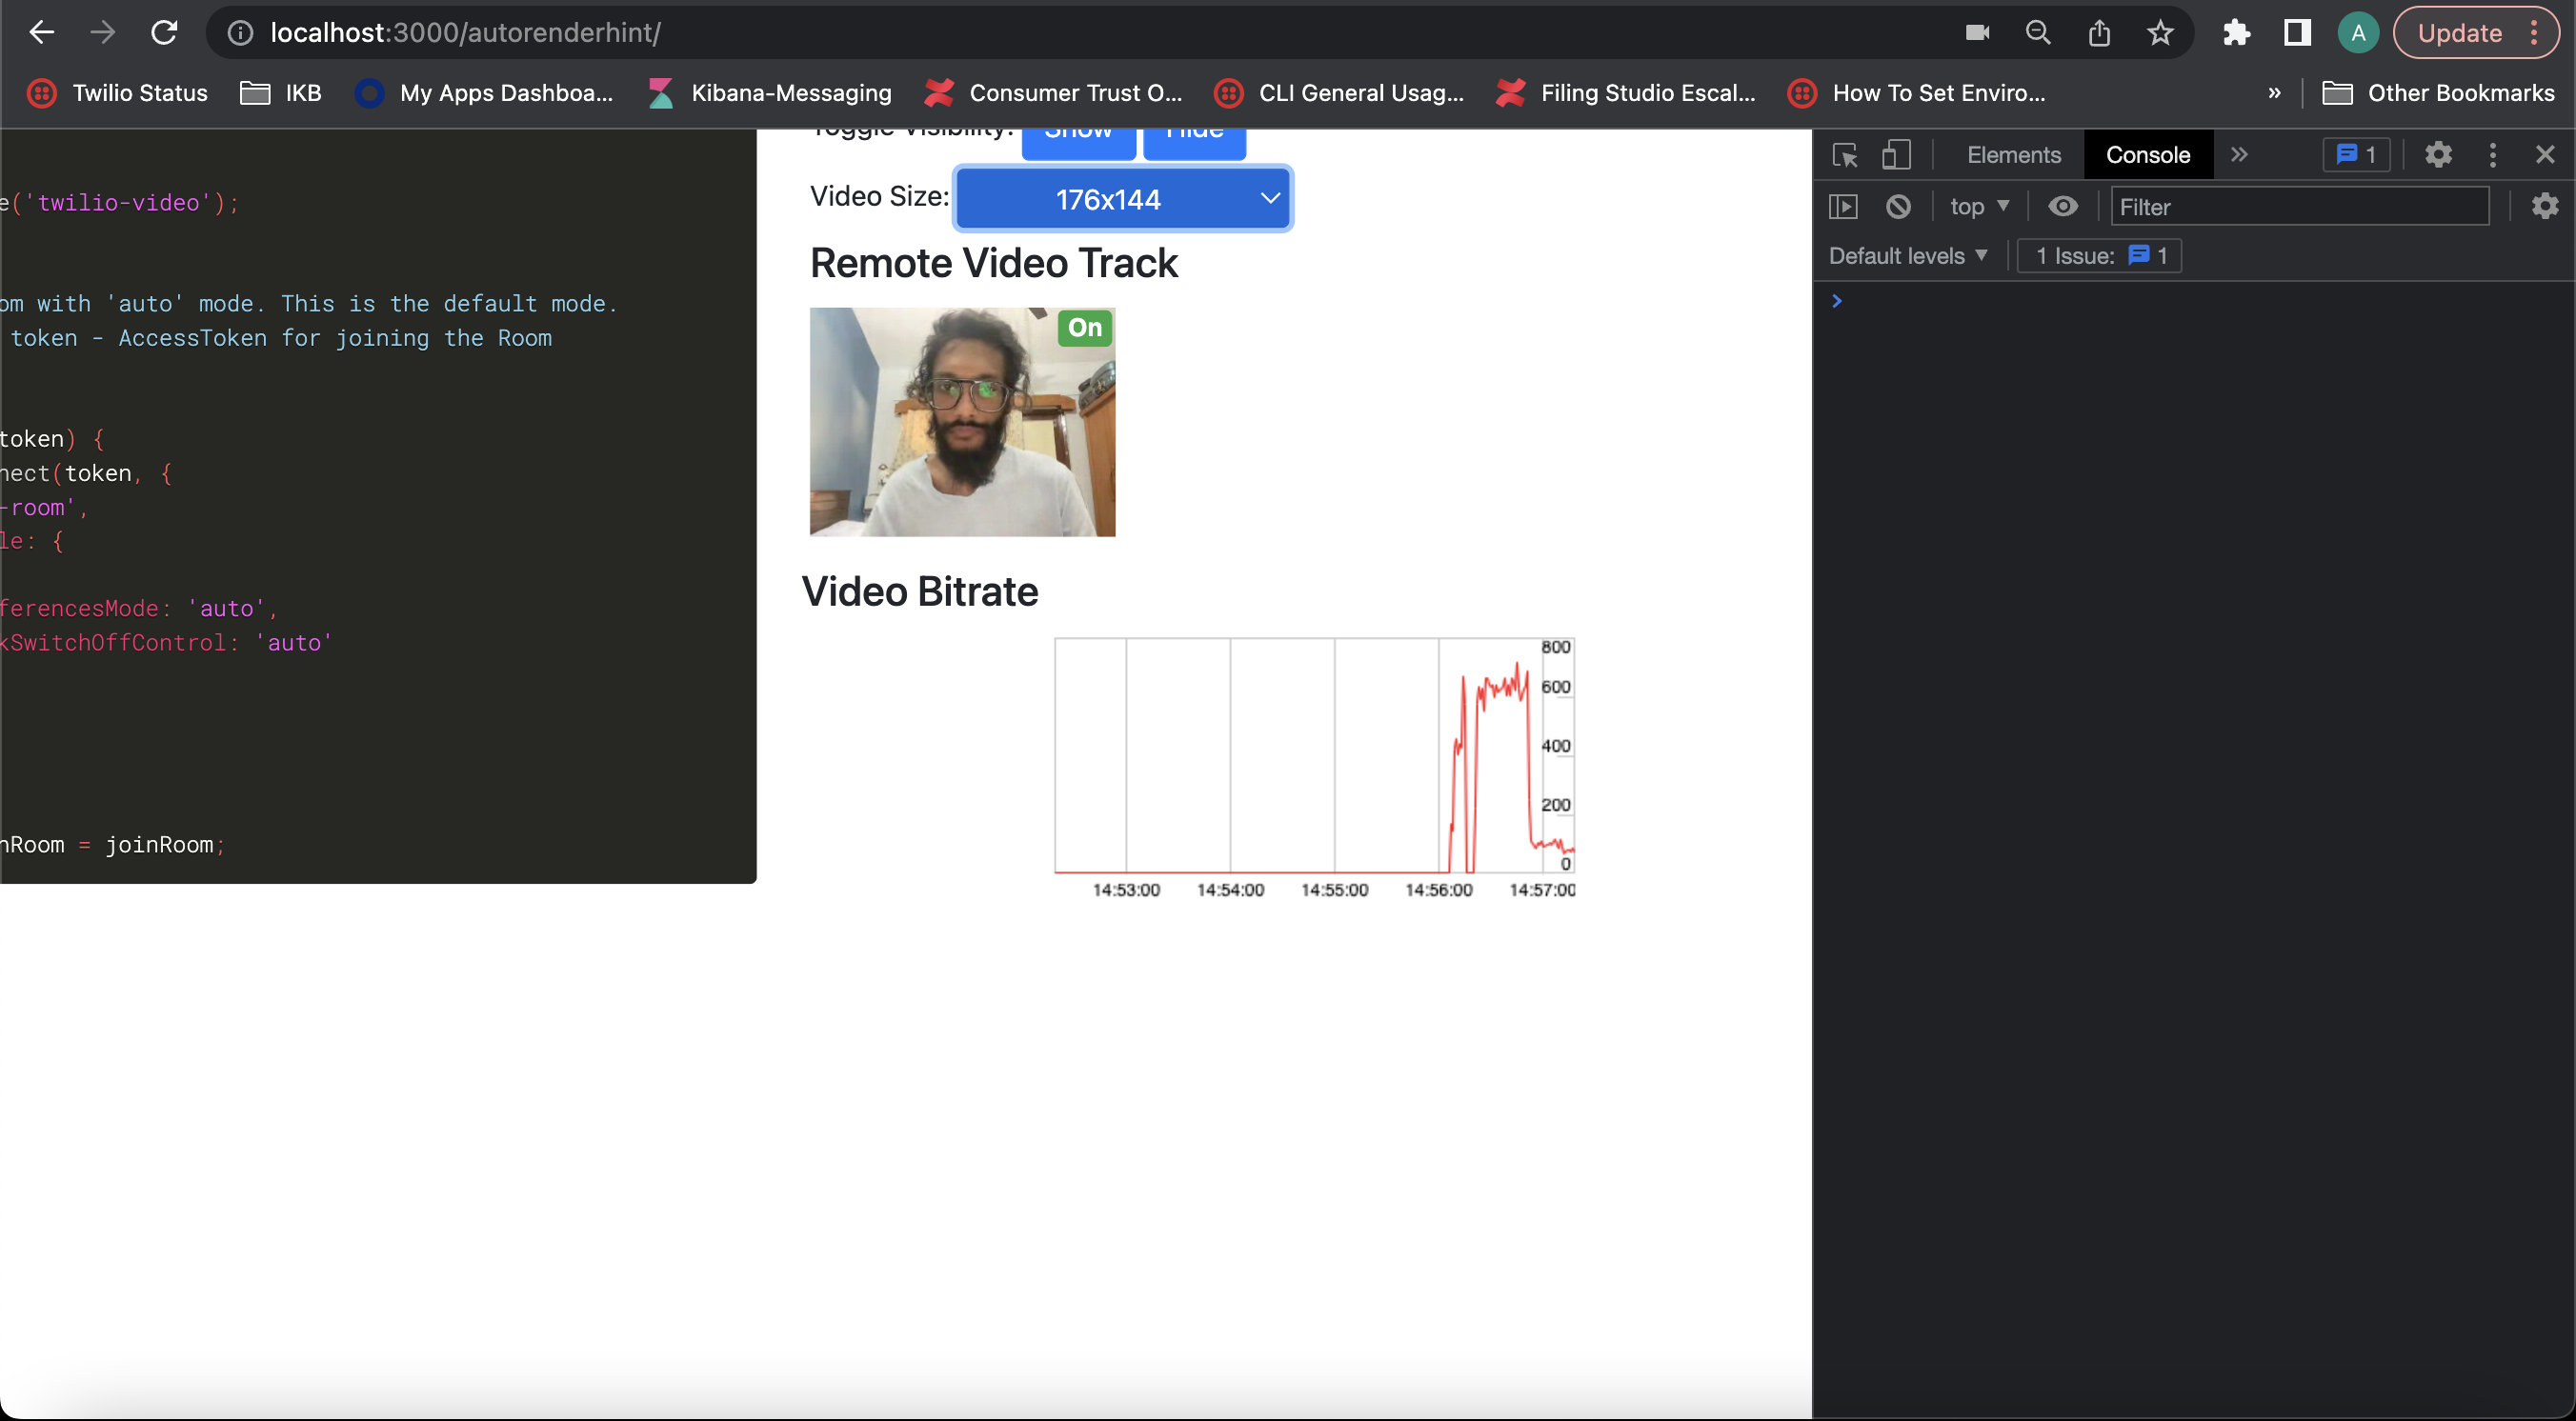 localhost:3000/autorenderhint/
A
Update
Twilio Status
IKB
My Apps Dashboa...
Kibana-Messaging
Consumer Trust O...
CLI General Usag...
Filing Studio Escal...
How To Set Enviro...
»
Other Bookmarks
e('twilio-video');
om with 'auto' mode. This is the default mode.
token - AccessToken for joining the Room
token) {
nect(token, {
-room',
le: {
ferencesMode: 'auto',
kSwitchOffControl: 'auto'
nRoom = joinRoom;
Toggle Visibility: Show Hide
Video Size: 176x144
Remote Video Track
On
Video Bitrate
800
600
400
200
0
14:53:00 14:54:00 14:55:00 14:56:00 14:57:00
Elements Console » 1
top Filter
Default levels 1 Issue: 1